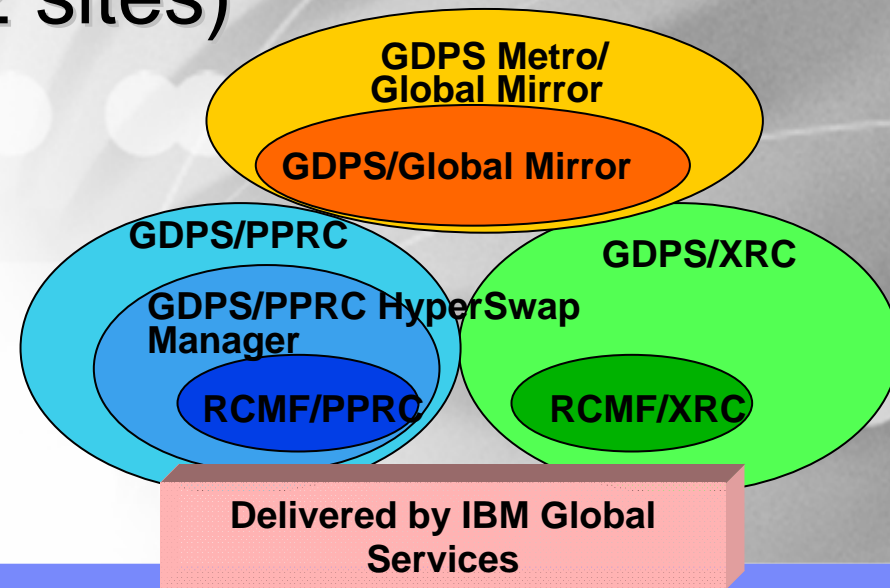 sites)
GDPS Metro/
Global Mirror
GDPS/Global Mirror
GDPS/PPRC
GDPS/XRC
GDPS/PPRC HyperSwap
Manager
RCMF/PPRC
RCMF/XRC
Delivered by IBM Global
Services